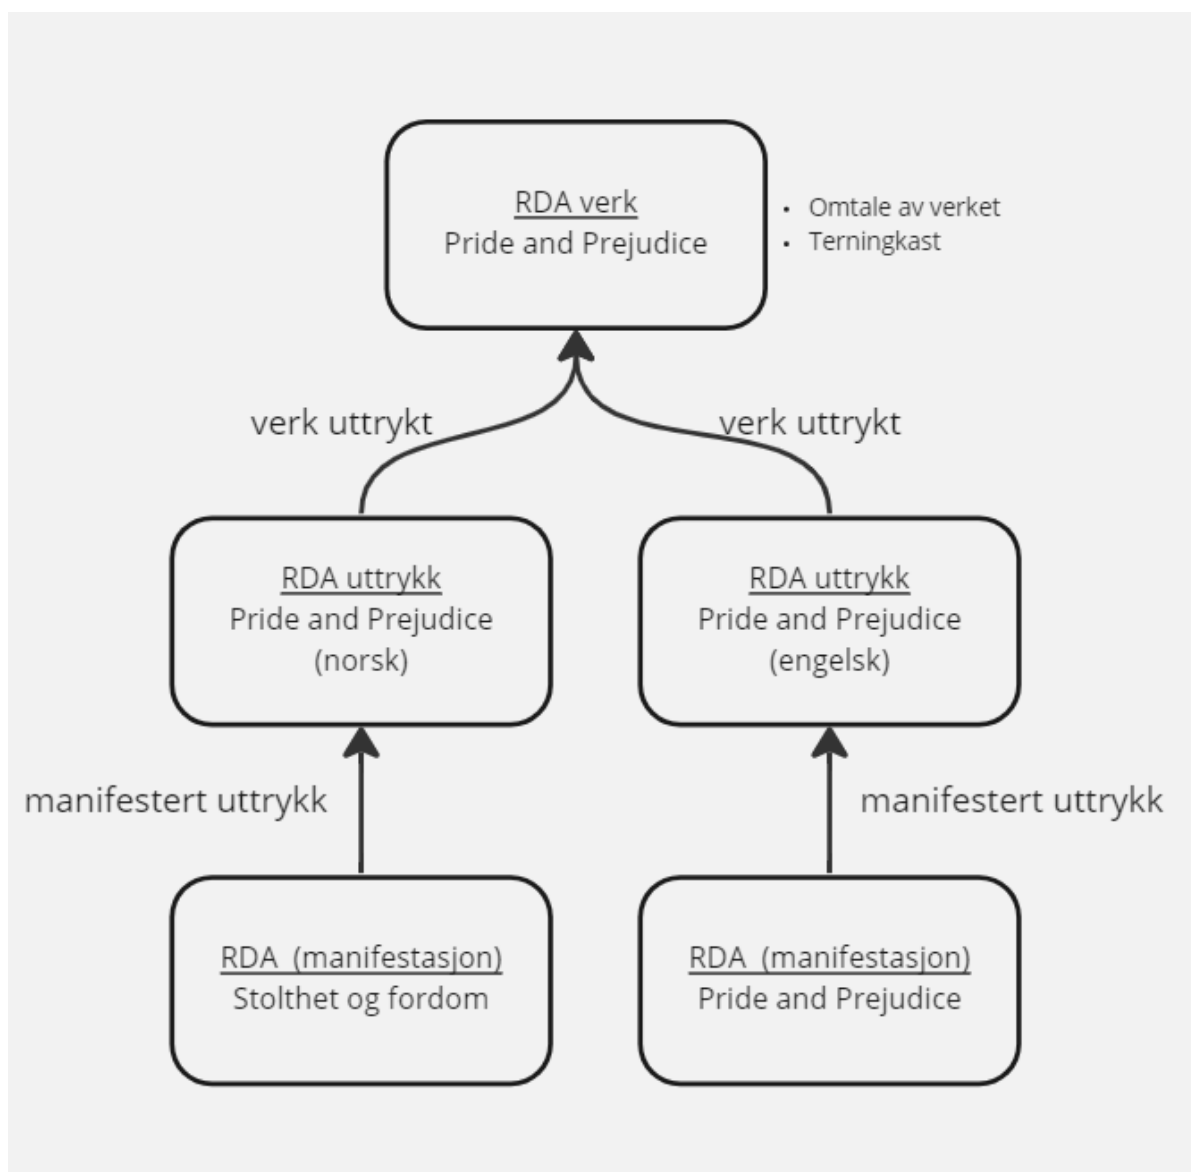 RDA verk
Pride and Prejudice
• Omtale av verket
• Terningkast
verk uttrykt
verk uttrykt
RDA uttrykk
Pride and Prejudice
(norsk)
RDA uttrykk
Pride and Prejudice
(engelsk)
manifestert uttrykk
manifestert uttrykk
RDA  (manifestasjon)
Stolthet og fordom
RDA  (manifestasjon)
Pride and Prejudice